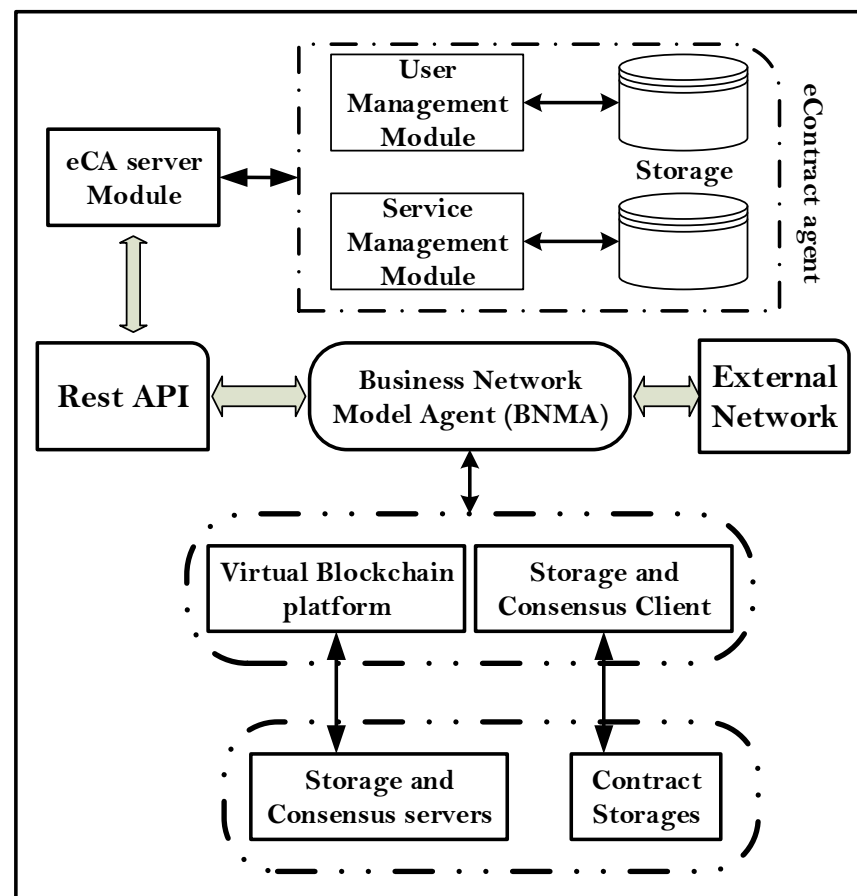 User
Management
Module
eCA server
Module
Storage
eContract agent
Service
Management
Module
Rest API
Business Network
Model Agent (BNMA)
External
Network
Virtual Blockchain
platform
Storage and
Consensus Client
Storage and
Consensus servers
Contract
Storages